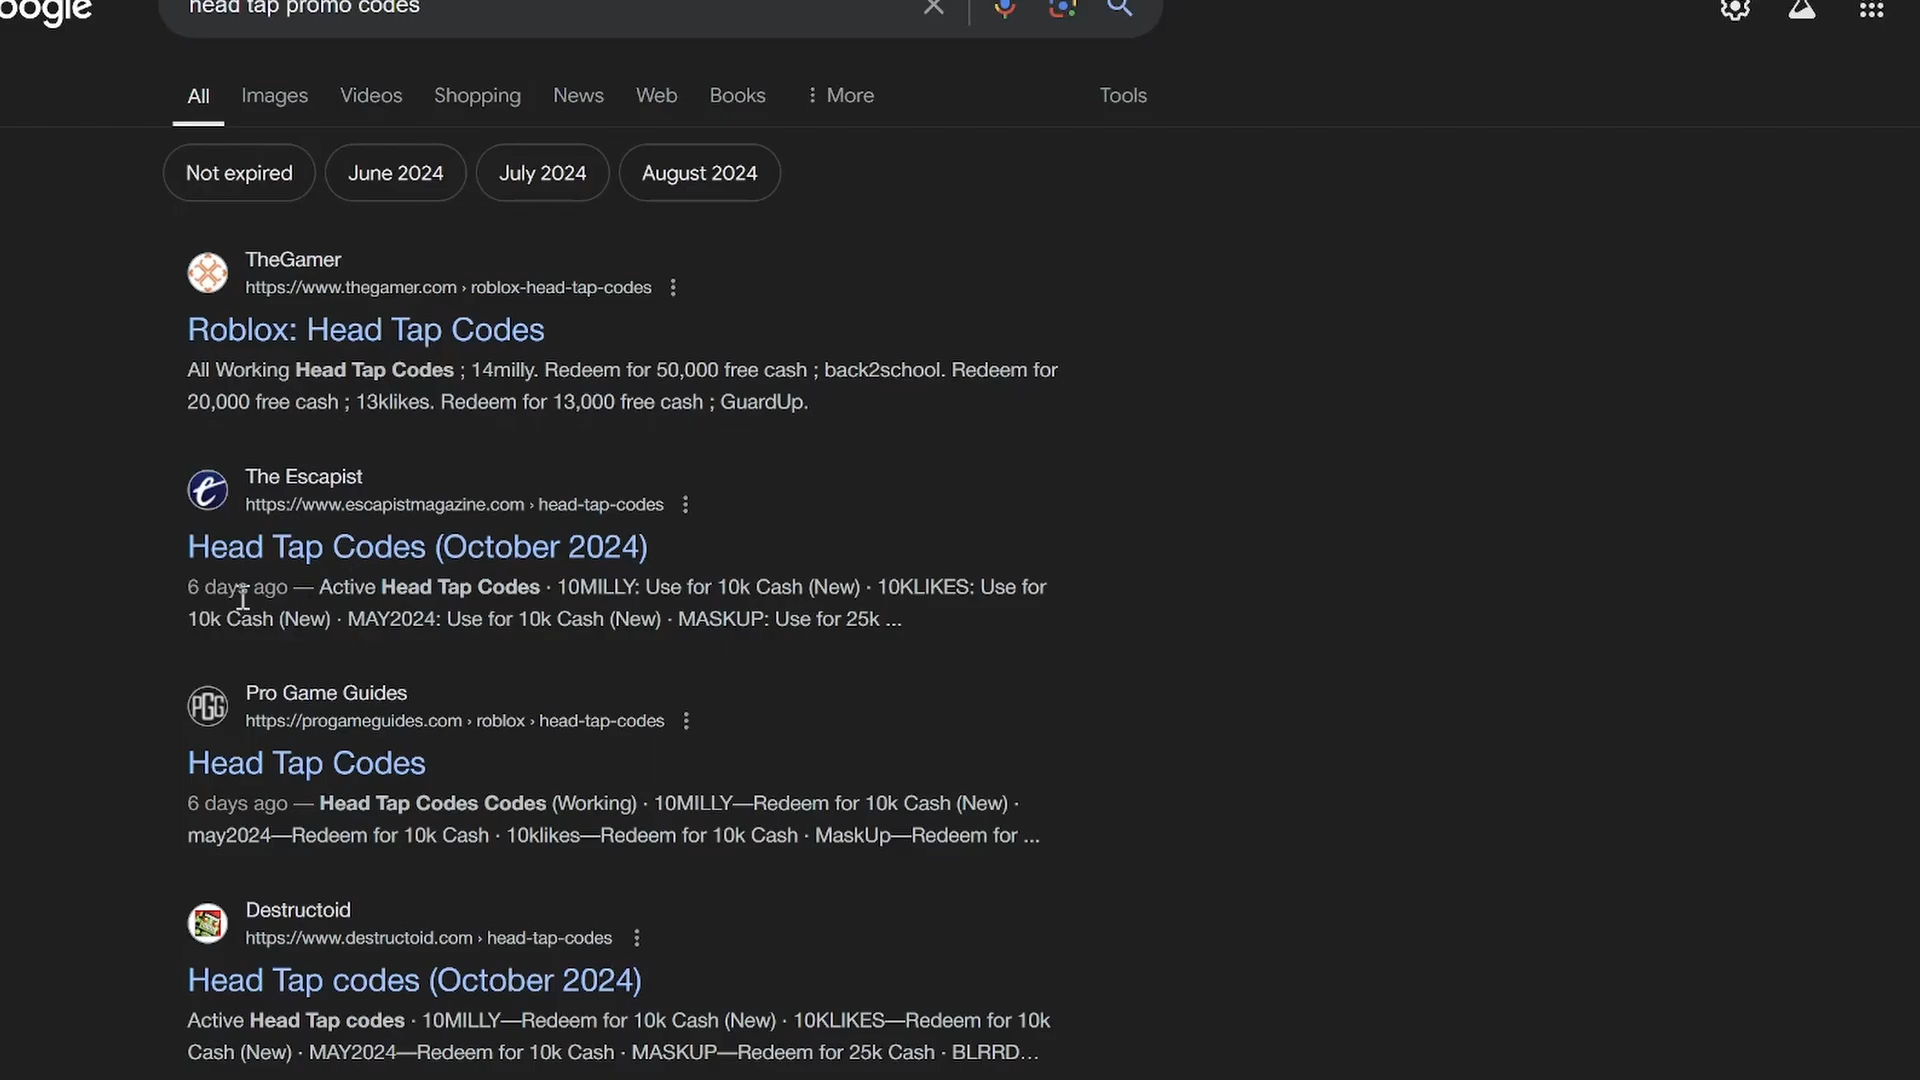 oogle
head tap promo codes
All Images Videos Shopping News Web Books More Tools
Not expired June 2024 July 2024 August 2024
TheGamer
https://www.thegamer.com › roblox-head-tap-codes
Roblox: Head Tap Codes
All Working Head Tap Codes ; 14milly. Redeem for 50,000 free cash ; back2school. Redeem for
20,000 free cash ; 13klikes. Redeem for 13,000 free cash ; GuardUp.
The Escapist
https://www.escapistmagazine.com › head-tap-codes
Head Tap Codes (October 2024)
6 days ago — Active Head Tap Codes · 10MILLY: Use for 10k Cash (New) · 10KLIKES: Use for
10k Cash (New) · MAY2024: Use for 10k Cash (New) · MASKUP: Use for 25k ...
PGG
Pro Game Guides
https://progameguides.com › roblox › head-tap-codes
Head Tap Codes
6 days ago — Head Tap Codes Codes (Working) · 10MILLY—Redeem for 10k Cash (New) ·
may2024—Redeem for 10k Cash · 10klikes—Redeem for 10k Cash · MaskUp—Redeem for ...
Destructoid
https://www.destructoid.com › head-tap-codes
Head Tap codes (October 2024)
Active Head Tap codes · 10MILLY—Redeem for 10k Cash (New) · 10KLIKES—Redeem for 10k
Cash (New) · MAY2024—Redeem for 10k Cash · MASKUP—Redeem for 25k Cash · BLRRD...